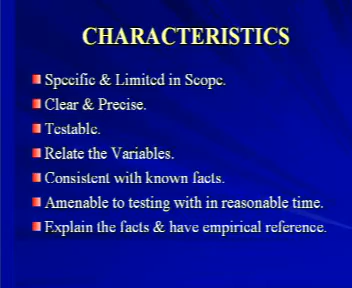 CHARACTERISTICS
Specific & Limited in Scope.
Clear & Precise.
Testable.
Relate the Variables.
Consistent with known facts.
Amenable to testing with in reasonable time.
Explain the facts & have empirical reference.